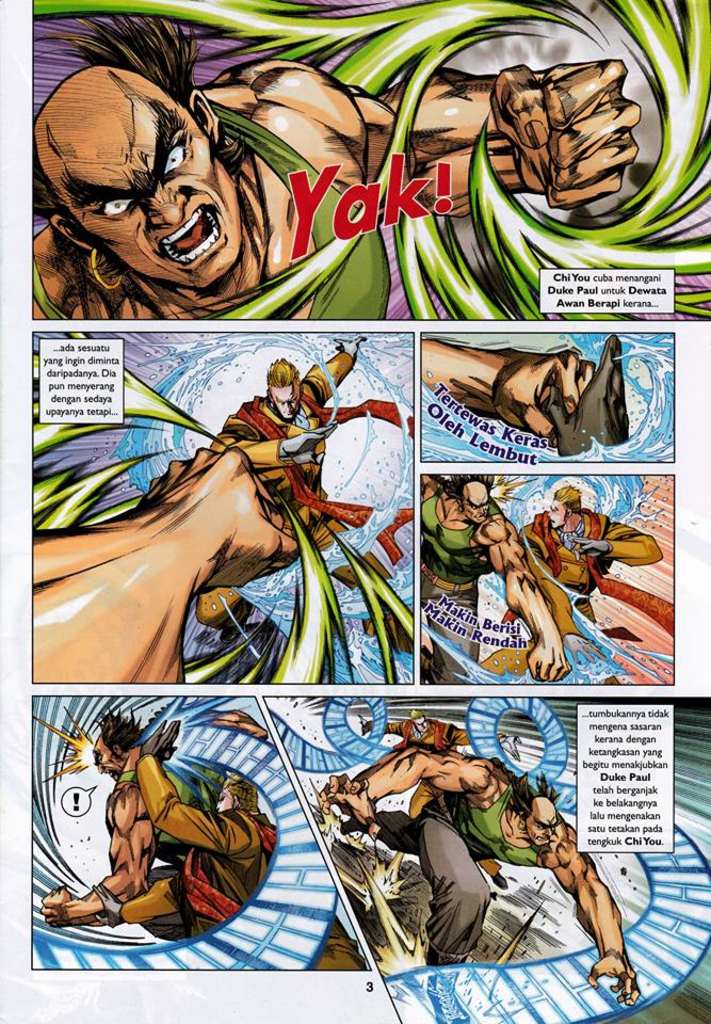 Yak!
Chi You cuba menangani
Duke Paul untuk Dewata
Awan Berapi kerana...
...ada sesuatu
yang ingin diminta
daripadanya. Dia
pun menyerang
dengan sedaya
upayanya tetapi...
Tertewas Keras
Oleh Lembut
Makin Berisi
Makin Rendah
!
...tumbukannya tidak
mengena sasaran
kerana dengan
ketangkasan yang
begitu menakjubkan
Duke Paul
telah berganjak
ke belakangnya
lalu mengenakan
satu tetakan pada
tengkuk Chi You.
3